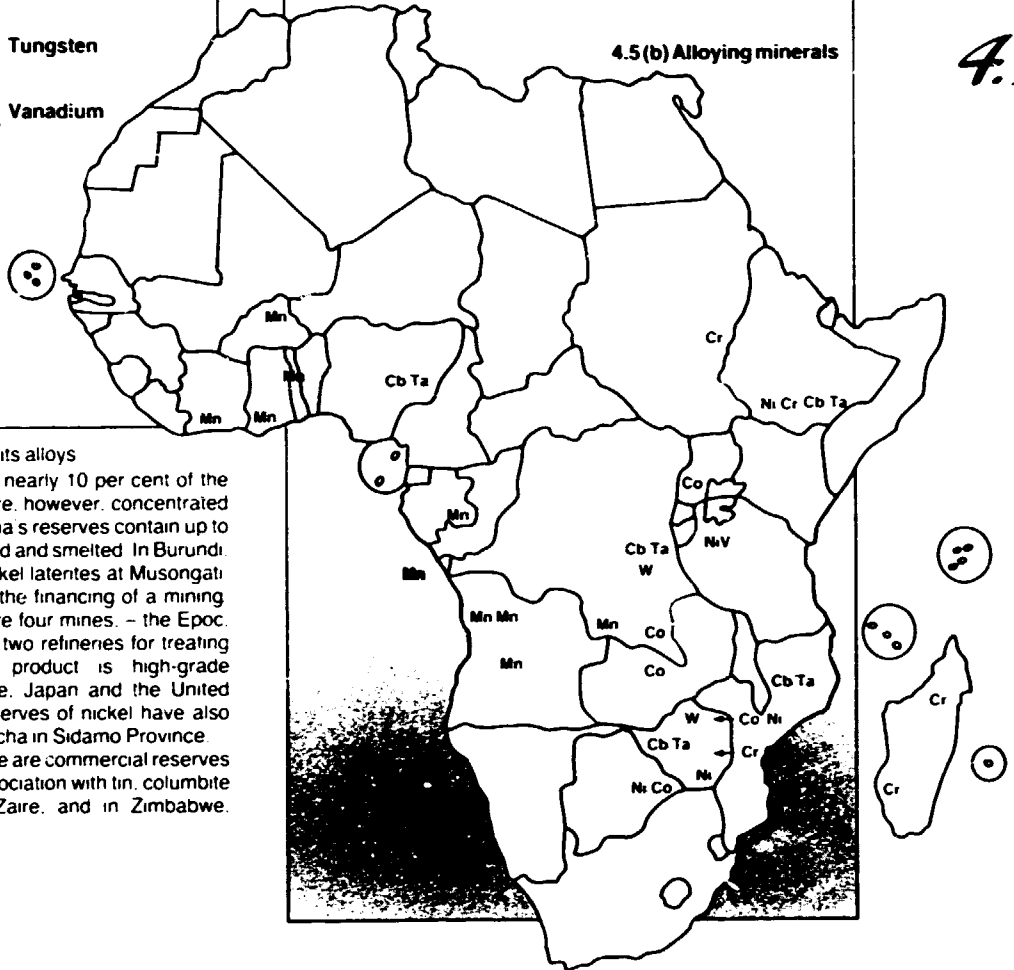 Tungsten
Vanadium
4.5 (b) Alloying minerals
4.
Mn
Cb Ta
Cr
Mn
Mn
Ni Cr Cb Ta
its alloys
nearly 10 per cent of the
re, however, concentrated
a's reserves contain up to
d and smelted. In Burundi,
kel laterites at Musongati
the financing of a mining
re four mines, – the Epoc,
two refineries for treating
product is high-grade
e, Japan and the United
erves of nickel have also
cha in Sidamo Province.
e are commercial reserves
ociation with tin, columbite
Zaire, and in Zimbabwe,
Co
Mn
Ni V
Cb Ta
W
Mn
Mn Mn
Mn
Co
Mn
Co
Cb Ta
W
Co Ni
Cb Ta
Cr
Ni
Ni Co
Cr
Cr